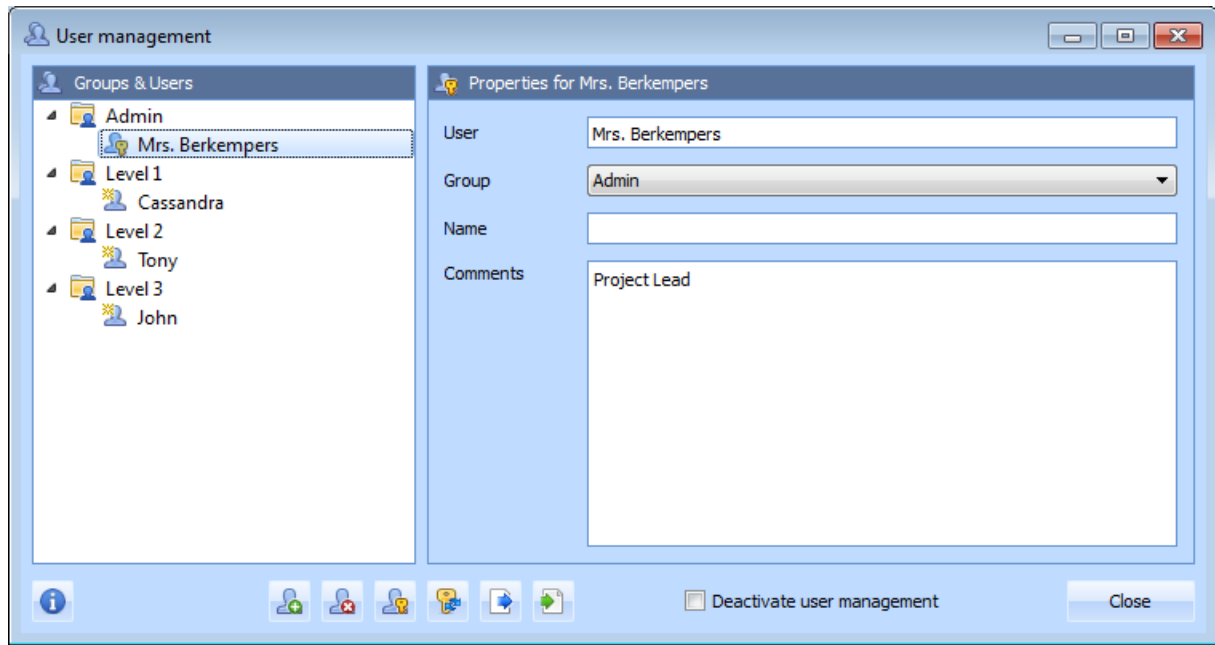 User management
Groups & Users
Admin
Mrs. Berkempers
Level 1
Cassandra
Level 2
Tony
Level 3
John
Properties for Mrs. Berkempers
User Mrs. Berkempers
Group Admin
Name
Comments Project Lead
Deactivate user management Close